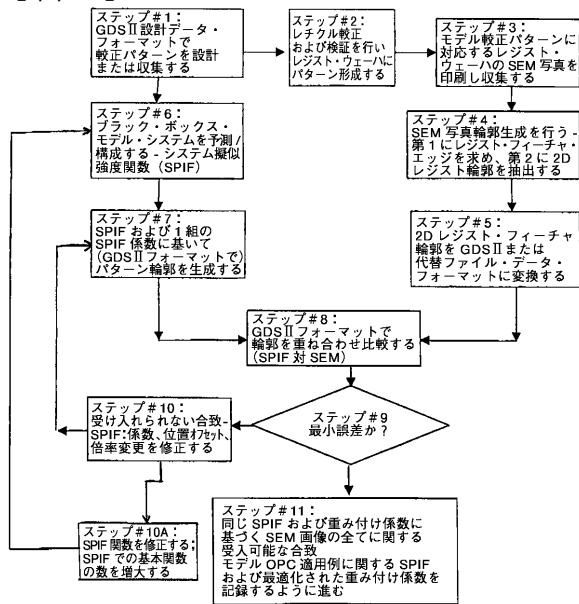 ステップ#1:
GDSⅡ設計データ・
フォーマットで
較正パターンを設計
または収集する
ステップ#2:
レチクル較正
および検証を行い
レジスト・ウェーハに
パターン形成する
ステップ#3:
モデル較正パターンに
対応するレジスト・
ウェーハのSEM写真を
印刷し収集する
ステップ#6:
ブラック・ボックス・
モデル・システムを予測/
構成する - システム擬似
強度関数(SPIF)
ステップ#4:
SEM写真輪郭生成を行う -
第1にレジスト・フィーチャ・
エッジを求め、第2に2D
レジスト輪郭を抽出する
ステップ#7:
SPIFおよび1組の
SPIF係数に基いて
(GDSⅡフォーマットで)
パターン輪郭を生成する
ステップ#5:
2Dレジスト・フィーチャ
輪郭をGDSⅡまたは
代替ファイル・データ・
フォーマットに変換する
ステップ#8:
GDSⅡフォーマットで
輪郭を重ね合わせ比較する
(SPIF対SEM)
ステップ#9
最小誤差か?
ステップ#10:
受け入れられない合致-
SPIF:係数、位置オフセット、
倍率変更を修正する
ステップ#10A:
SPIF関数を修正する;
SPIFでの基本関数
の数を増大する
ステップ#11:
同じSPIFおよび重み付け係数に
基づくSEM画像の全てに関する
受入可能な合致
モデルOPC適用例に関するSPIF
および最適化された重み付け係数を
記録するように進む